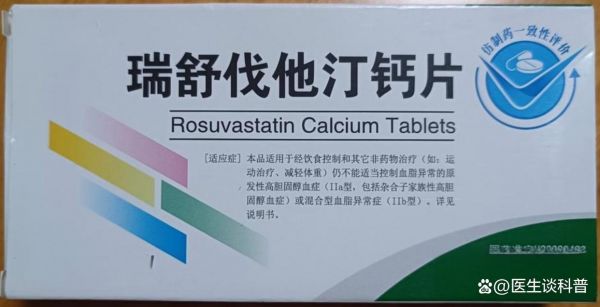 仿制药一致性评价
瑞舒伐他汀钙片
Rosuvastatin Calcium Tablets
[适应症] 本品适用于经饮食控制和其它非药物治疗(如:运
动治疗、减轻体重)仍不能适当控制血脂异常的原
发性高胆固醇血症(IIa型,包括杂合子家族性高胆
固醇血症)或混合型血脂异常症(IIb型)。详见
说明书。
医生谈科普